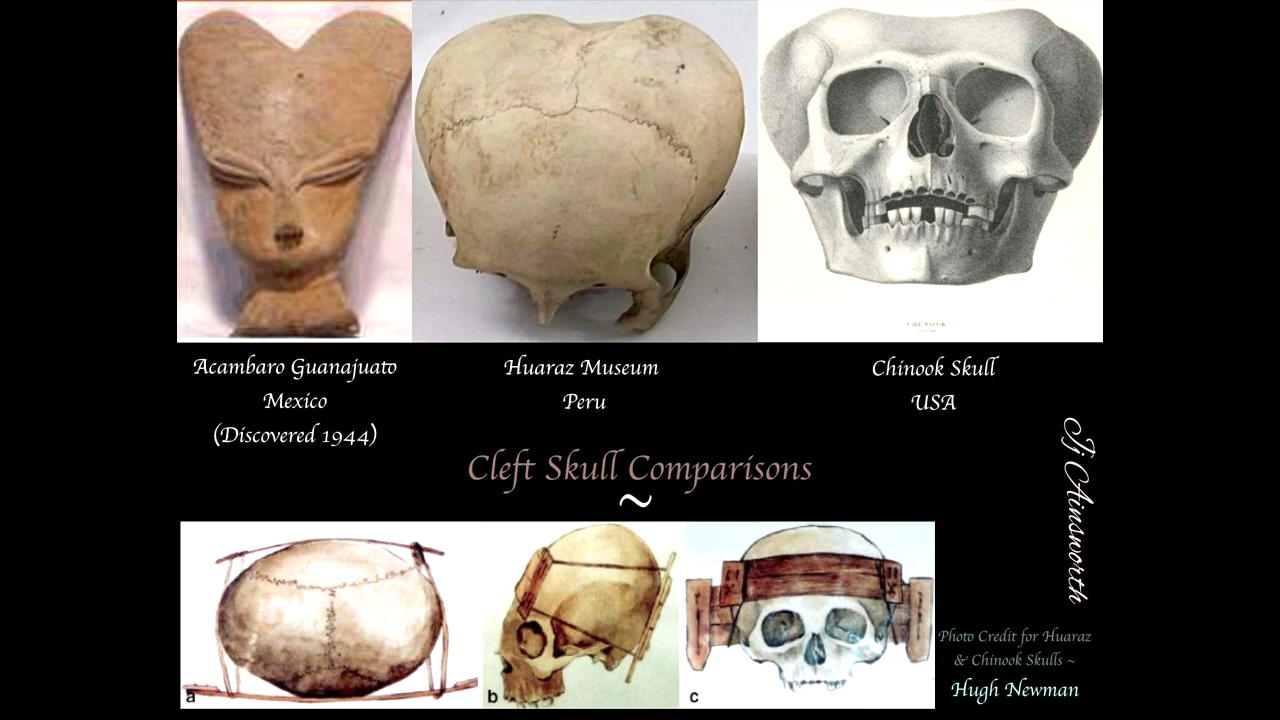 Acambaro Guanajuato
Mexico
(Discovered 1944)
Huaraz Museum
Peru
CHENOOK
Chinook Skull
USA
Cleft Skull Comparisons
~
Tj Ainsworth
a
b
c
Photo Credit for Huaraz
& Chinook Skulls ~
Hugh Newman